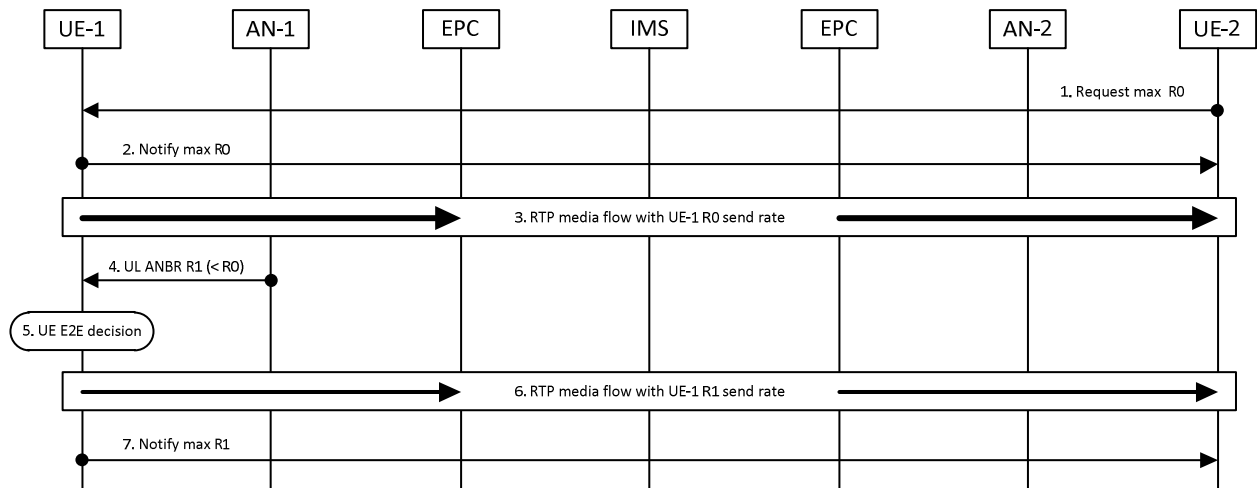 UE-1 AN-1 EPC IMS EPC AN-2 UE-2
1. Request max R0
2. Notify max R0
3. RTP media flow with UE-1 R0 send rate
4. UL ANBR R1 (< R0)
5. UE E2E decision
6. RTP media flow with UE-1 R1 send rate
7. Notify max R1